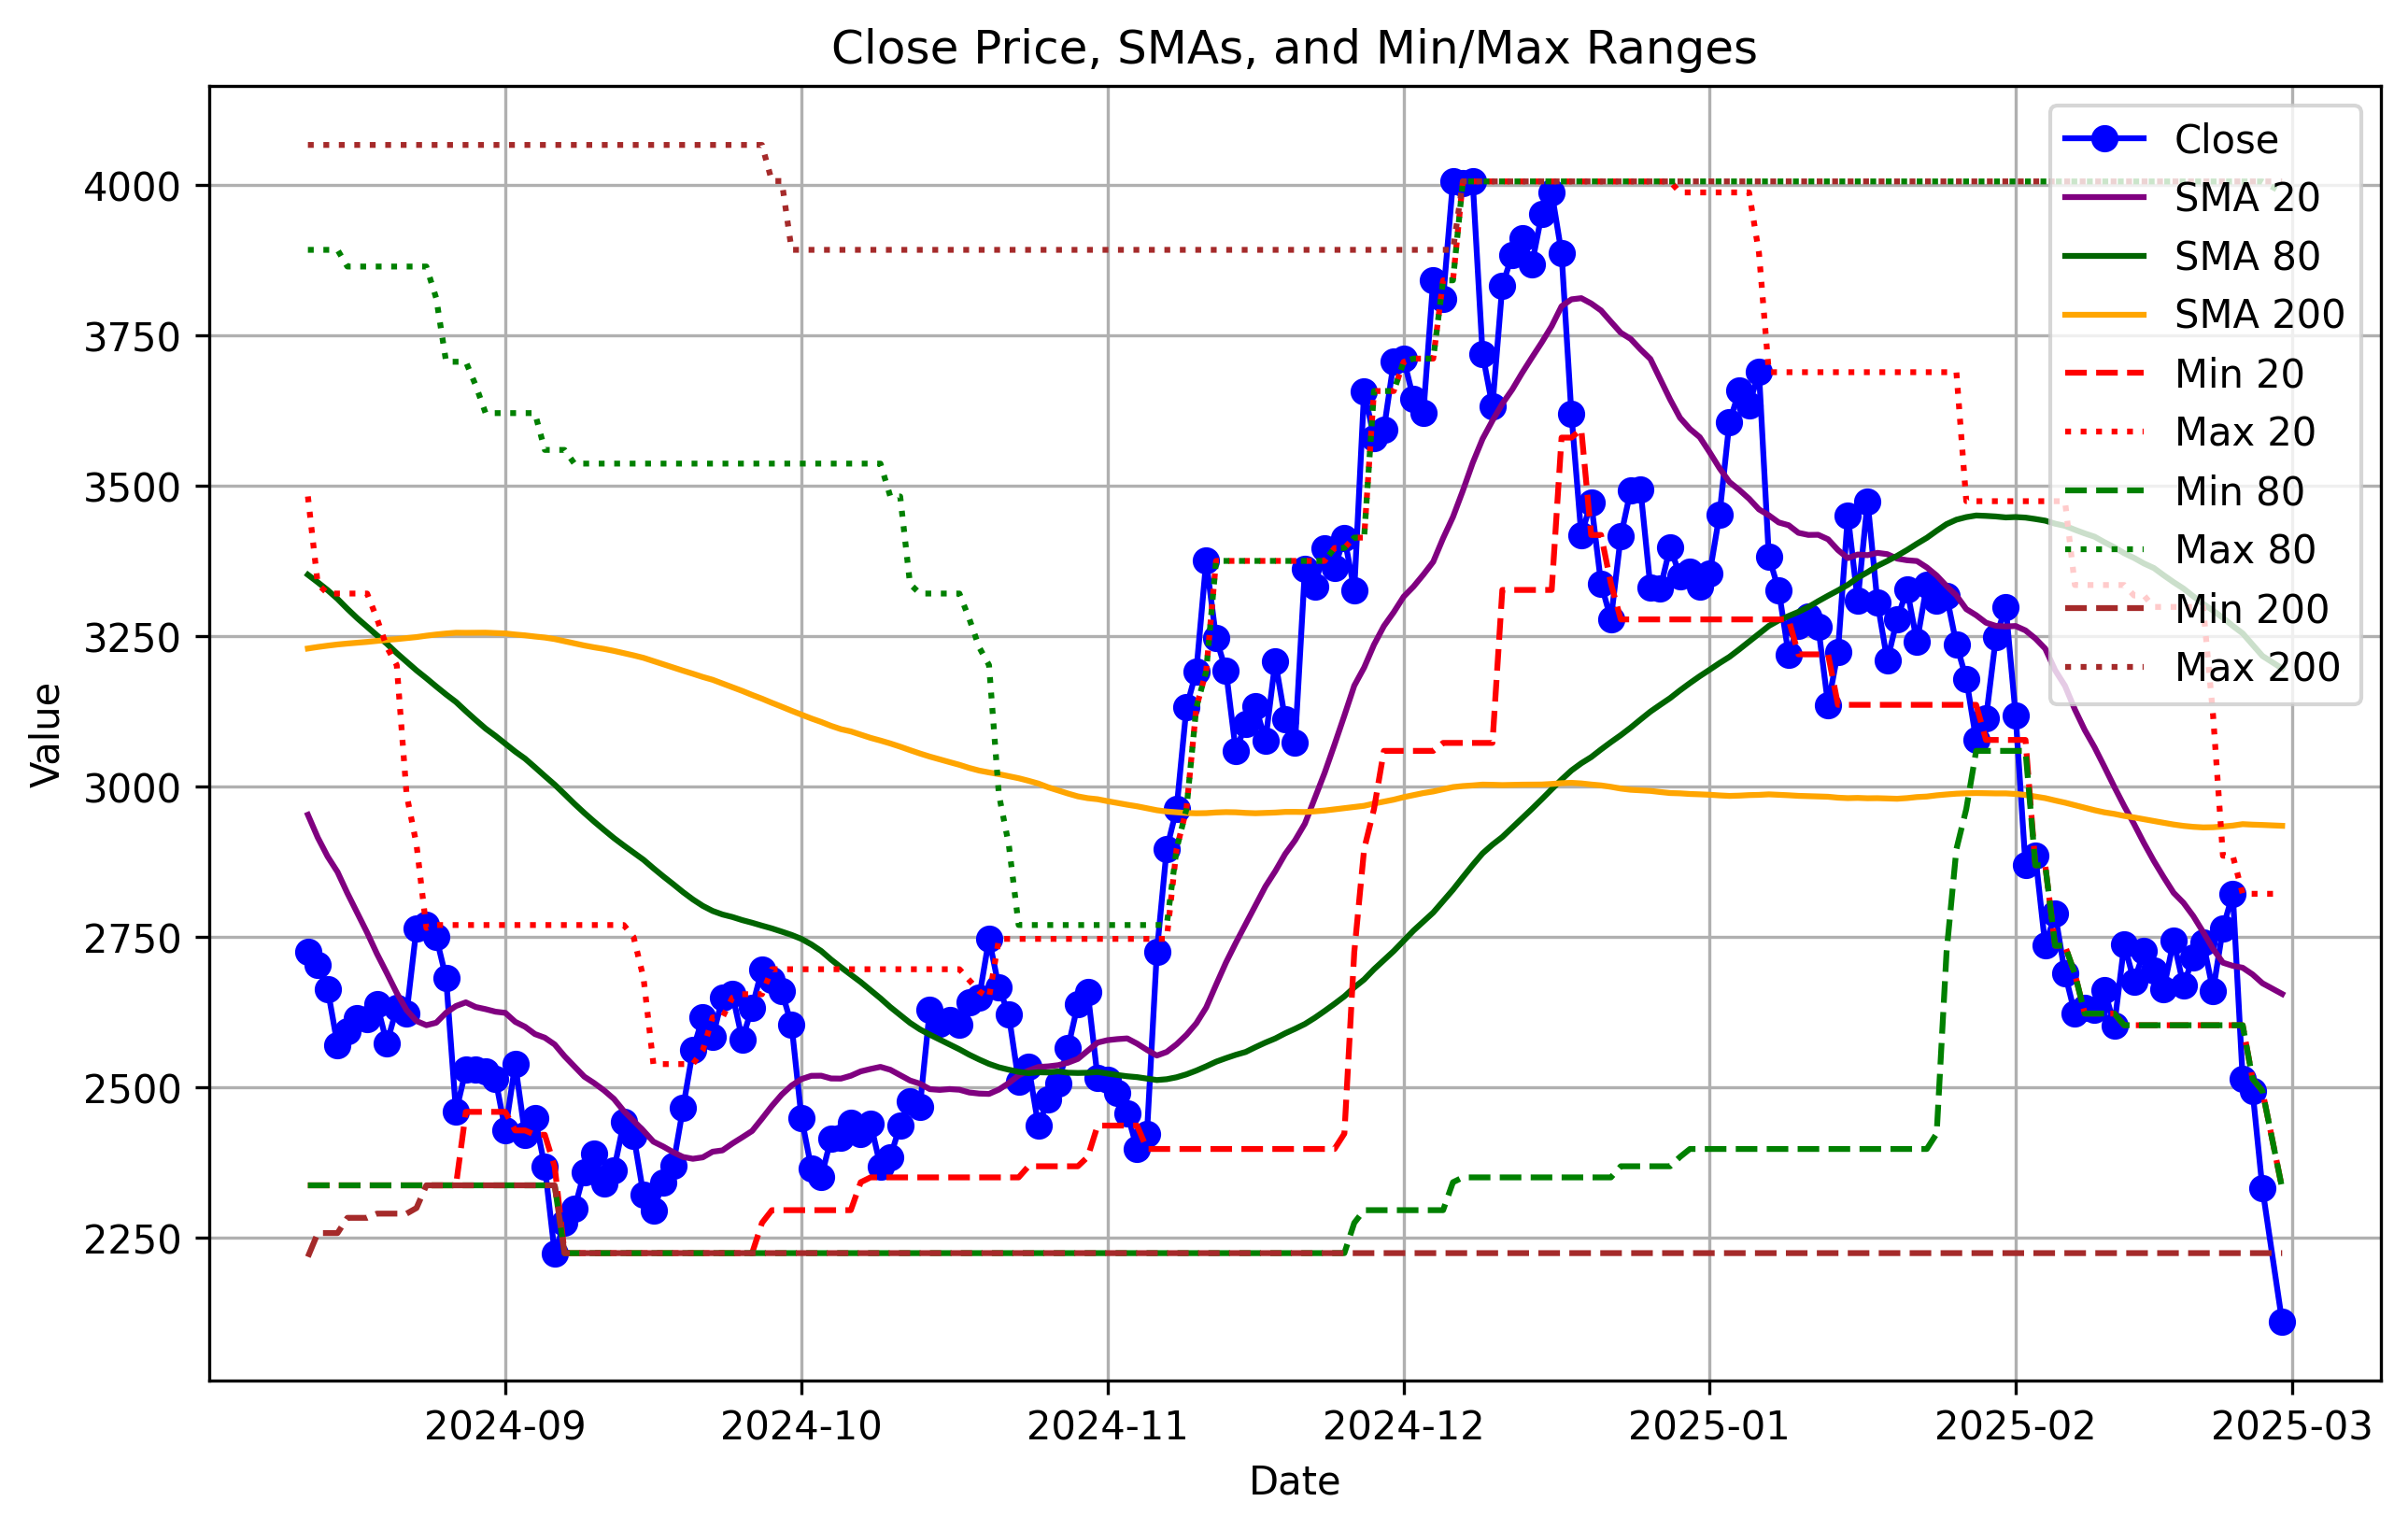 Close Price, SMAs, and Min/Max Ranges
Value
4000
3750
3500
3250
3000
2750
2500
2250
Close
SMA 20
SMA 80
SMA 200
Min 20
Max 20
Min 80
Max 80
Min 200
Max 200
2024-09 2024-10 2024-11 2024-12 2025-01 2025-02 2025-03
Date